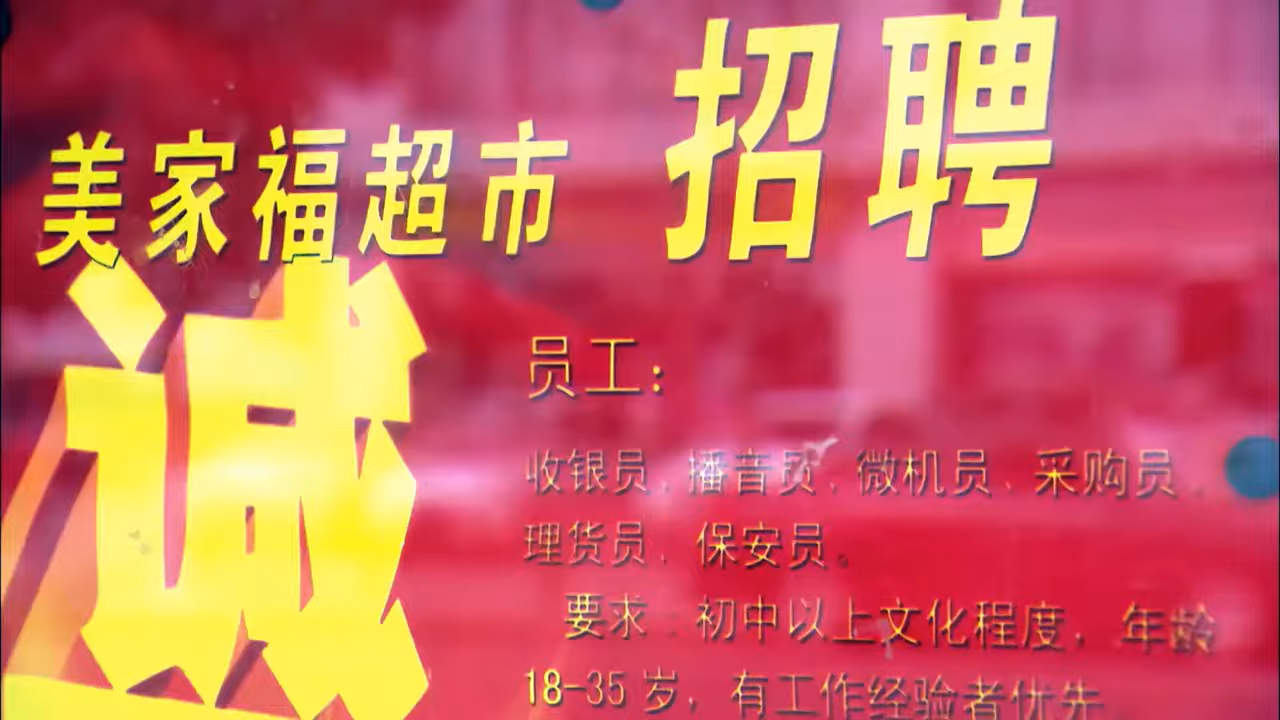 美家福超市 招聘
诚
员工：
收银员、播音员、微机员、采购员、
理货员、保安员。
要求：初中以上文化程度，年龄
18-35岁，有工作经验者优先